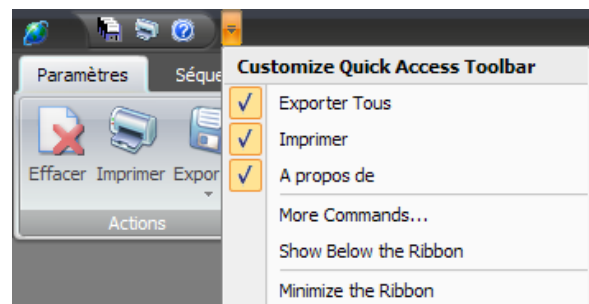 Customize Quick Access Toolbar
Paramètres
Exporter Tous
Imprimer
A propos de
More Commands...
Show Below the Ribbon
Minimize the Ribbon
Effacer
Imprimer
Actions